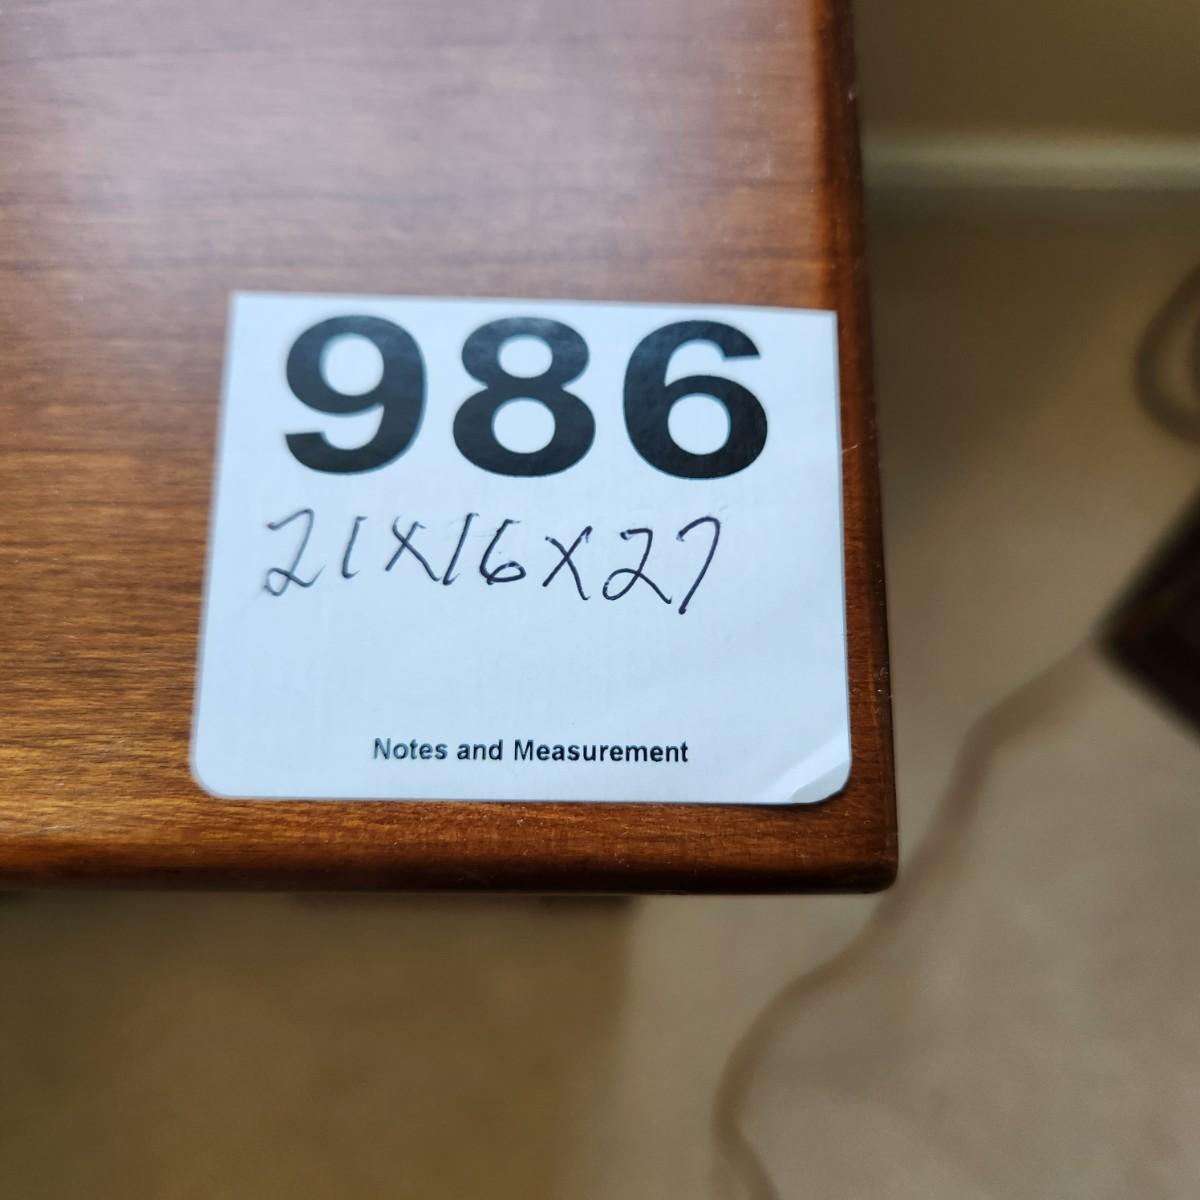 986
21x16x27
Notes and Measurement